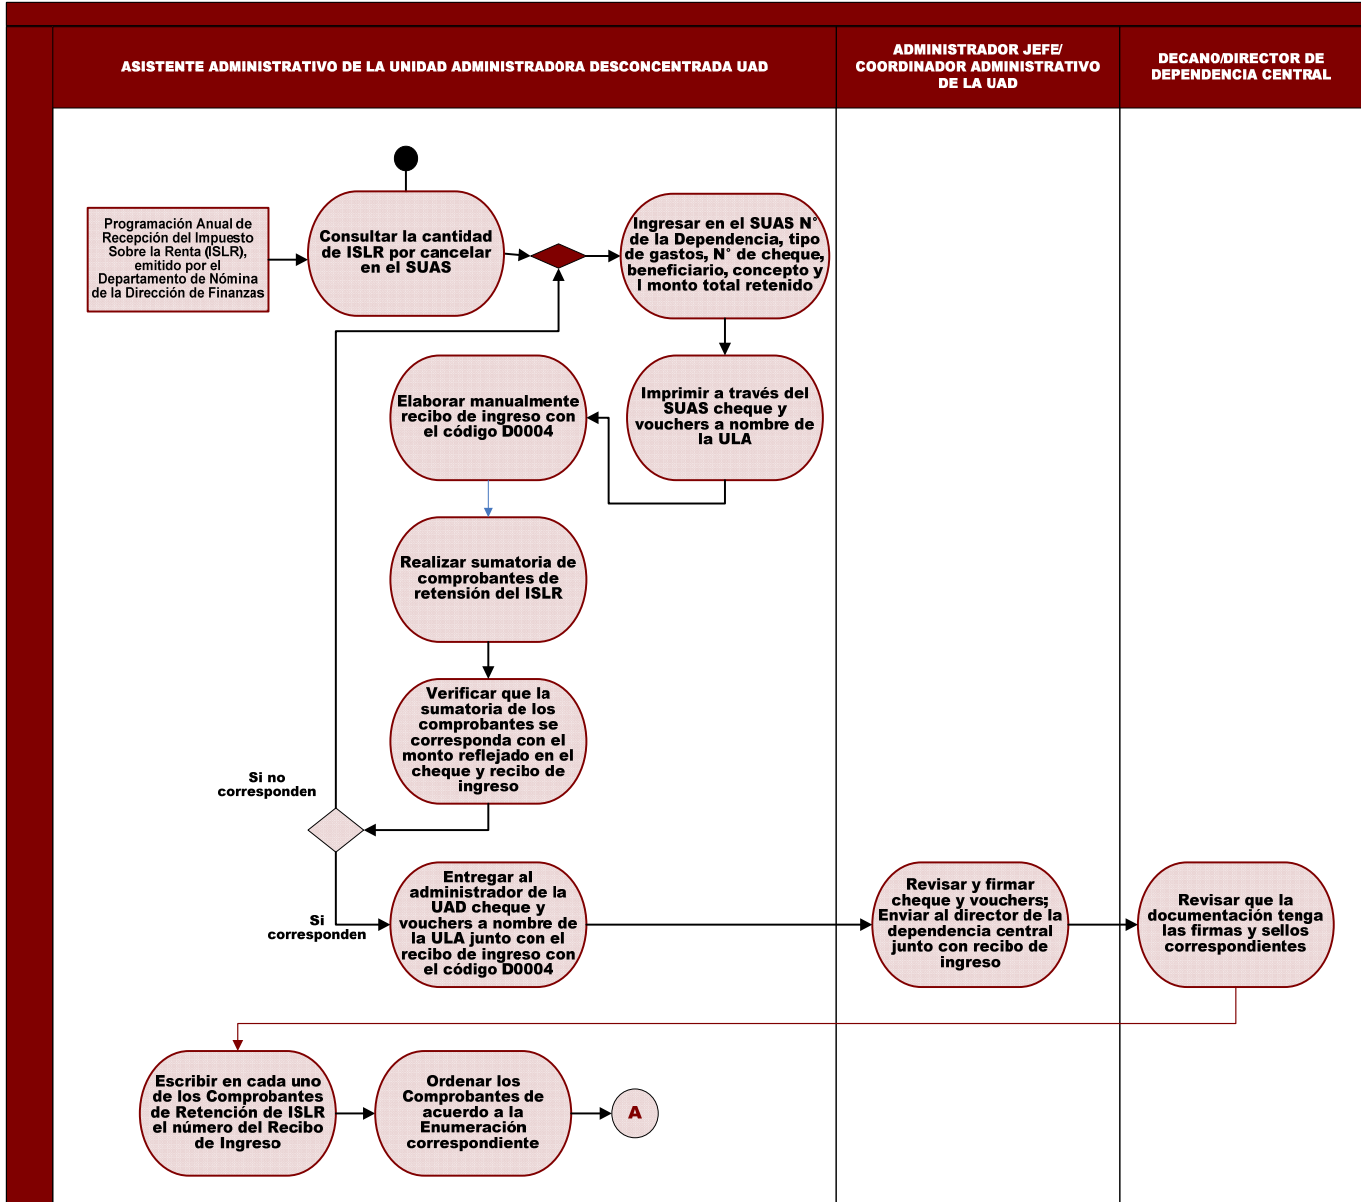 ASISTENTE ADMINISTRATIVO DE LA UNIDAD ADMINISTRADORA DESCONCENTRADA UAD
ADMINISTRADOR JEFE/
COORDINADOR ADMINISTRATIVO
DE LA UAD
DECANO/DIRECTOR DE
DEPENDENCIA CENTRAL
Programación Anual de
Recepción del Impuesto
Sobre la Renta (ISLR),
emitido por el
Departamento de Nómina
de la Dirección de Finanzas
Consultar la cantidad
de ISLR por cancelar
en el SUAS
Ingresar en el SUAS N°
de la Dependencia, tipo
de gastos, N° de cheque,
beneficiario, concepto y
l monto total retenido
Imprimir a través del
SUAS cheque y
vouchers a nombre de
la ULA
Elaborar manualmente
recibo de ingreso con
el código D0004
Realizar sumatoria de
comprobantes de
retensión del ISLR
Verificar que la
sumatoria de los
comprobantes se
corresponda con el
monto reflejado en el
cheque y recibo de
ingreso
Si no
corresponden
Si
corresponden
Entregar al
administrador de la
UAD cheque y
vouchers a nombre de
la ULA junto con el
recibo de ingreso con
el código D0004
Revisar y firmar
cheque y vouchers;
Enviar al director de la
dependencia central
junto con recibo de
ingreso
Revisar que la
documentación tenga
las firmas y sellos
correspondientes
Escribir en cada uno
de los Comprobantes
de Retención de ISLR
el número del Recibo
de Ingreso
Ordenar los
Comprobantes de
acuerdo a la
Enumeración
correspondiente
A